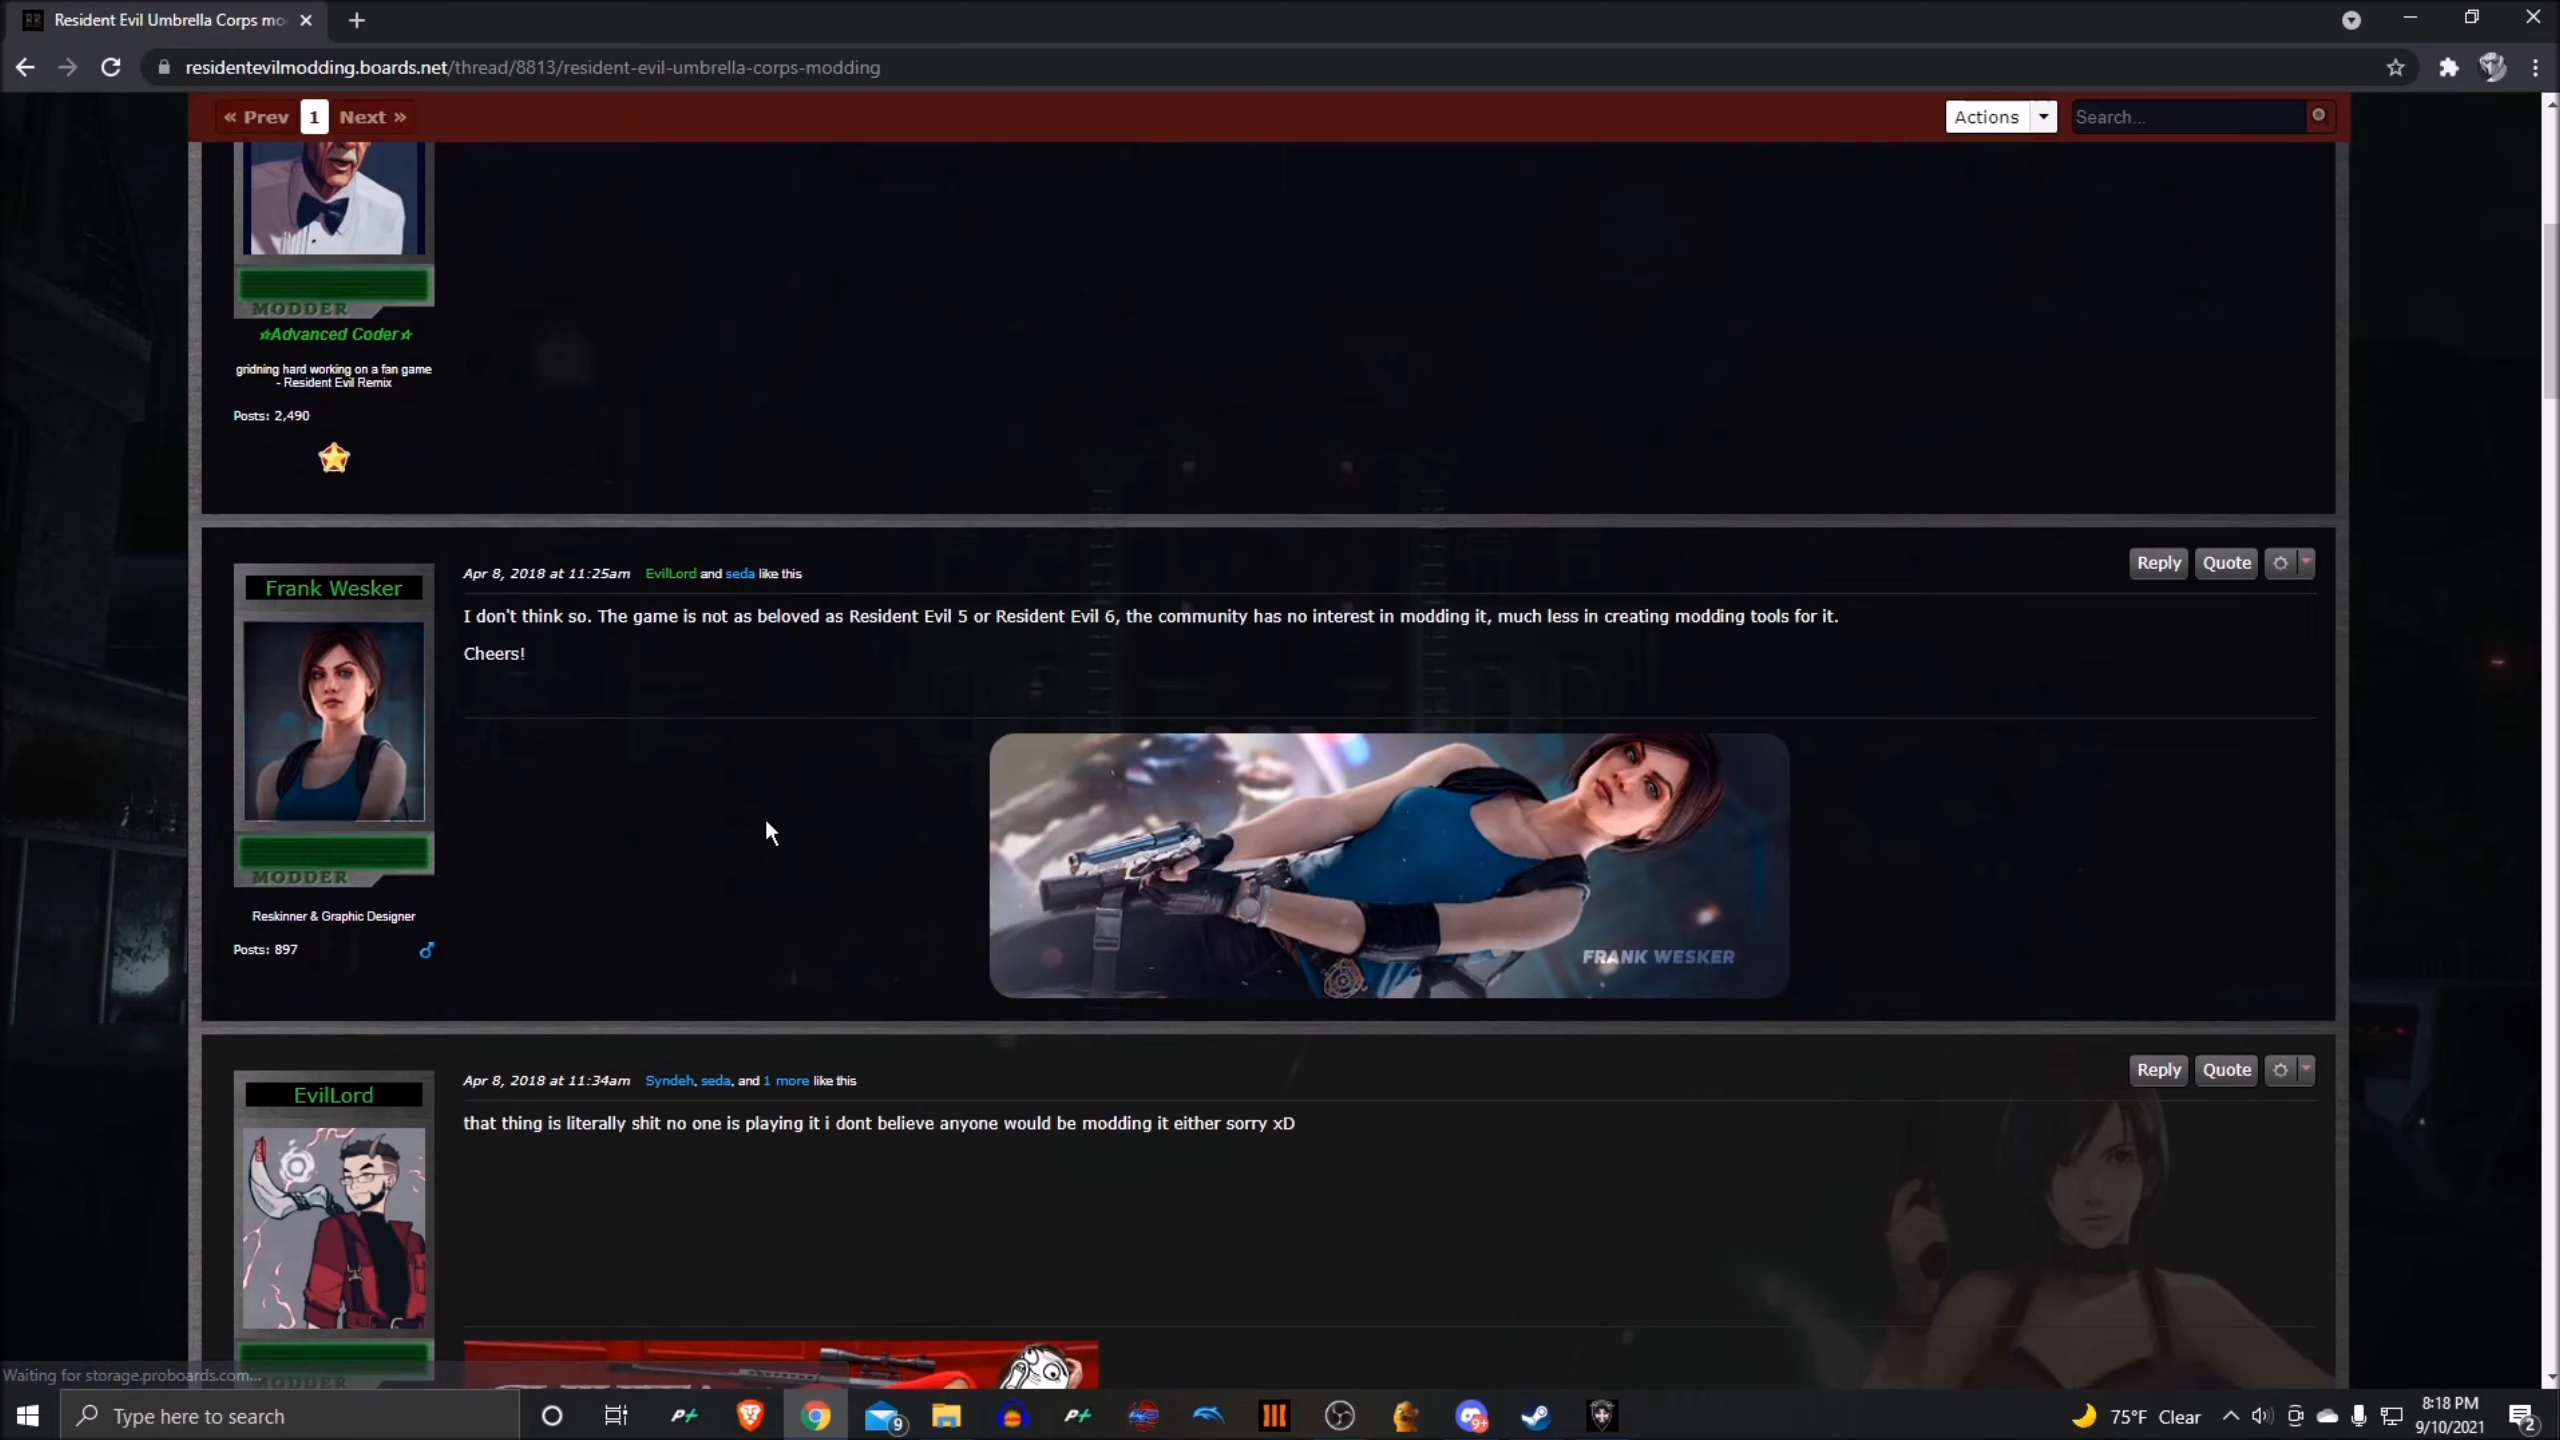 Resident Evil Umbrella Corps mo
residentevilmodding.boards.net/thread/8813/resident-evil-umbrella-corps-modding
« Prev 1 Next »
Actions
Search...
MODDER
☆Advanced Coder☆
gridning hard working on a fan game
- Resident Evil Remix
Posts: 2,490
Frank Wesker
Apr 8, 2018 at 11:25am EvilLord and seda like this
Reply Quote
I don't think so. The game is not as beloved as Resident Evil 5 or Resident Evil 6, the community has no interest in modding it, much less in creating modding tools for it.
Cheers!
FRANK WESKER
MODDER
Reskinner & Graphic Designer
Posts: 897
EvilLord
Apr 8, 2018 at 11:34am Syndeh, seda, and 1 more like this
Reply Quote
that thing is literally shit no one is playing it i dont believe anyone would be modding it either sorry xD
MODDER
Waiting for storage.proboards.com...
Type here to search
9
9+
75°F Clear
8:18 PM
9/10/2021
2